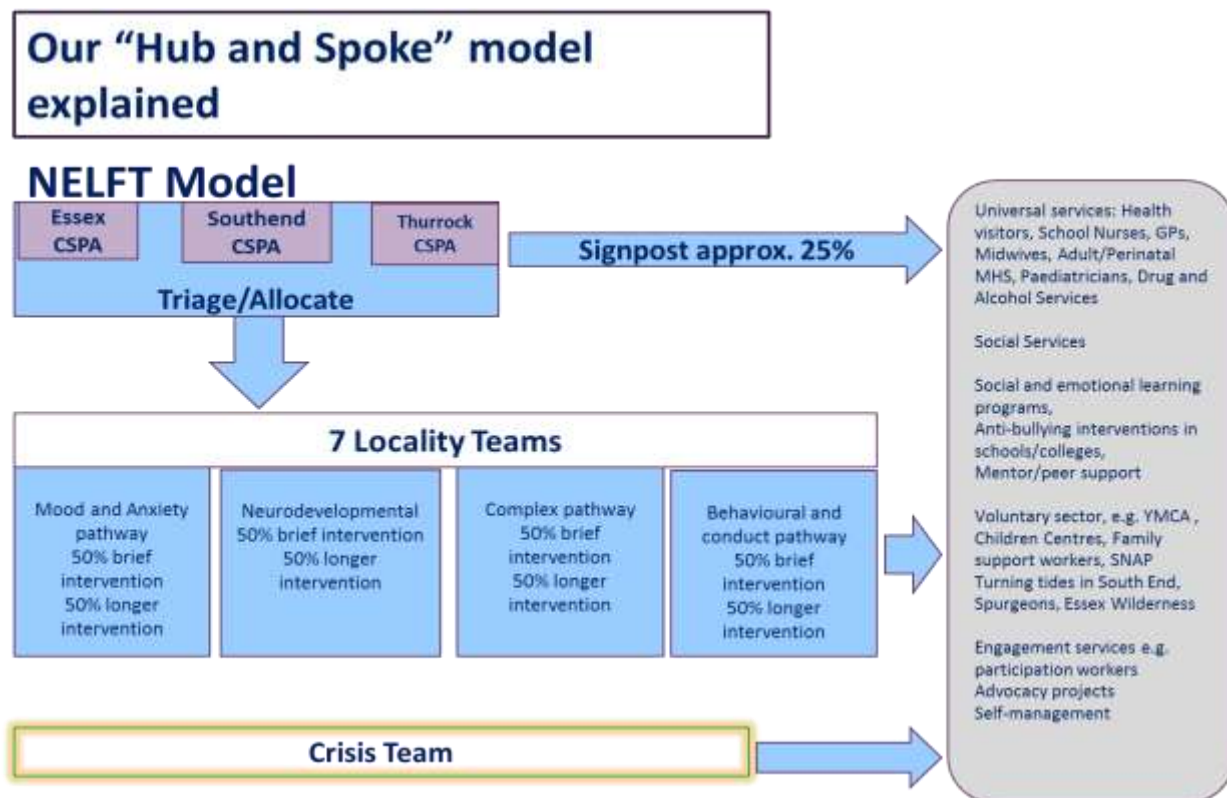 Our “Hub and Spoke” model
explained
NELFT Model
Essex
CSPA
Southend
CSPA
Thurrock
CSPA
Triage/Allocate
Signpost approx. 25%
7 Locality Teams
Mood and Anxiety
pathway
50% brief
intervention
50% longer
intervention
Neurodevelopmental
50% brief intervention
50% longer
intervention
Complex pathway
50% brief
intervention
50% longer
intervention
Behavioural and
conduct pathway
50% brief
intervention
50% longer
intervention
Crisis Team
Universal services: Health
visitors, School Nurses, GPs,
Midwives, Adult/Perinatal
MHS, Paediatricians, Drug and
Alcohol Services
Social Services
Social and emotional learning
programs,
Anti-bullying interventions in
schools/colleges,
Mentor/peer support
Voluntary sector, e.g. YMCA ,
Children Centres, Family
support workers, SNAP
Turning tides in South End,
Spurgeons, Essex Wilderness
Engagement services e.g.
participation workers
Advocacy projects
Self-management